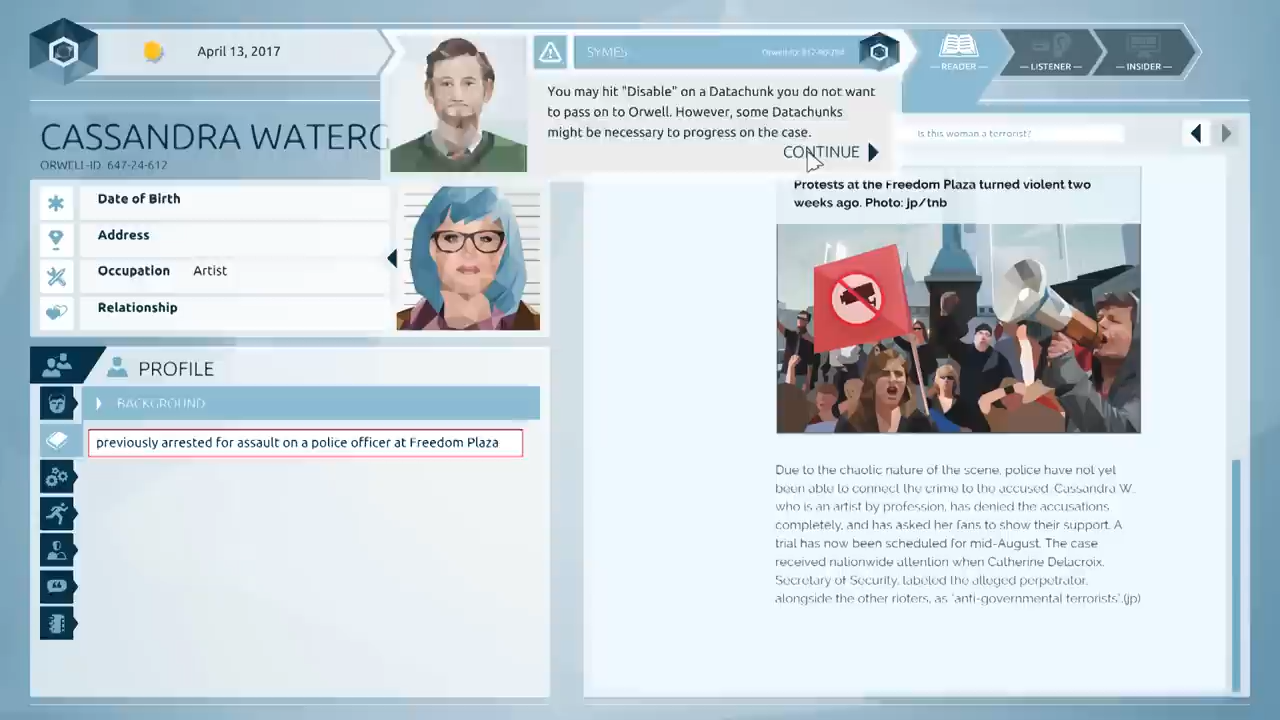 April 13, 2017
SYMES
You may hit "Disable" on a Datachunk you do not want
to pass on to Orwell. However, some Datachunks
might be necessary to progress on the case.
CONTINUE
READER
LISTENER
INSIDER
CASSANDRA WATERG
ORWELL-ID: 647-24-612
Is this woman a terrorist?
Date of Birth
Address
Occupation Artist
Relationship
PROFILE
BACKGROUND
previously arrested for assault on a police officer at Freedom Plaza
Protests at the Freedom Plaza turned violent two
weeks ago. Photo: jp/tnb
Due to the chaotic nature of the scene, police have not yet
been able to connect the crime to the accused. Cassandra W.,
who is an artist by profession, has denied the accusations
completely, and has asked her fans to show their support. A
trial has now been scheduled for mid-August. The case
received nationwide attention when Catherine Delacroix,
Secretary of Security, labeled the alleged perpetrator,
alongside the other rioters, as "anti-governmental terrorists".(jp)